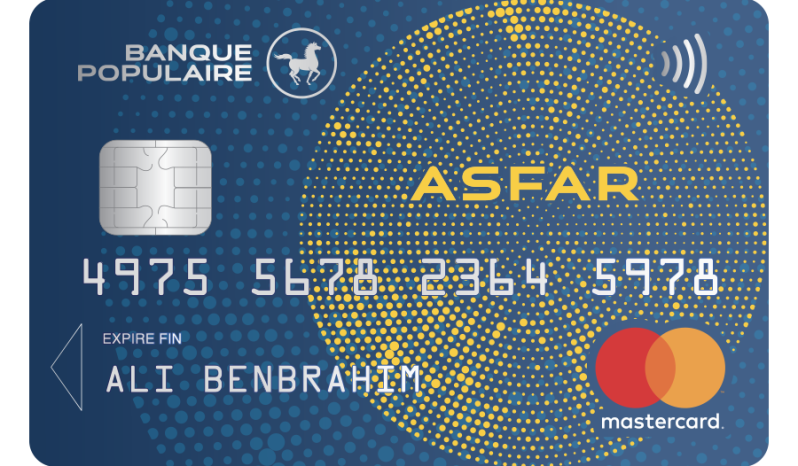 BANQUE
POPULAIRE
ASFAR
4975 5678 2364 5978
EXPIRE FIN
ALI BENBRAHIM
mastercard.